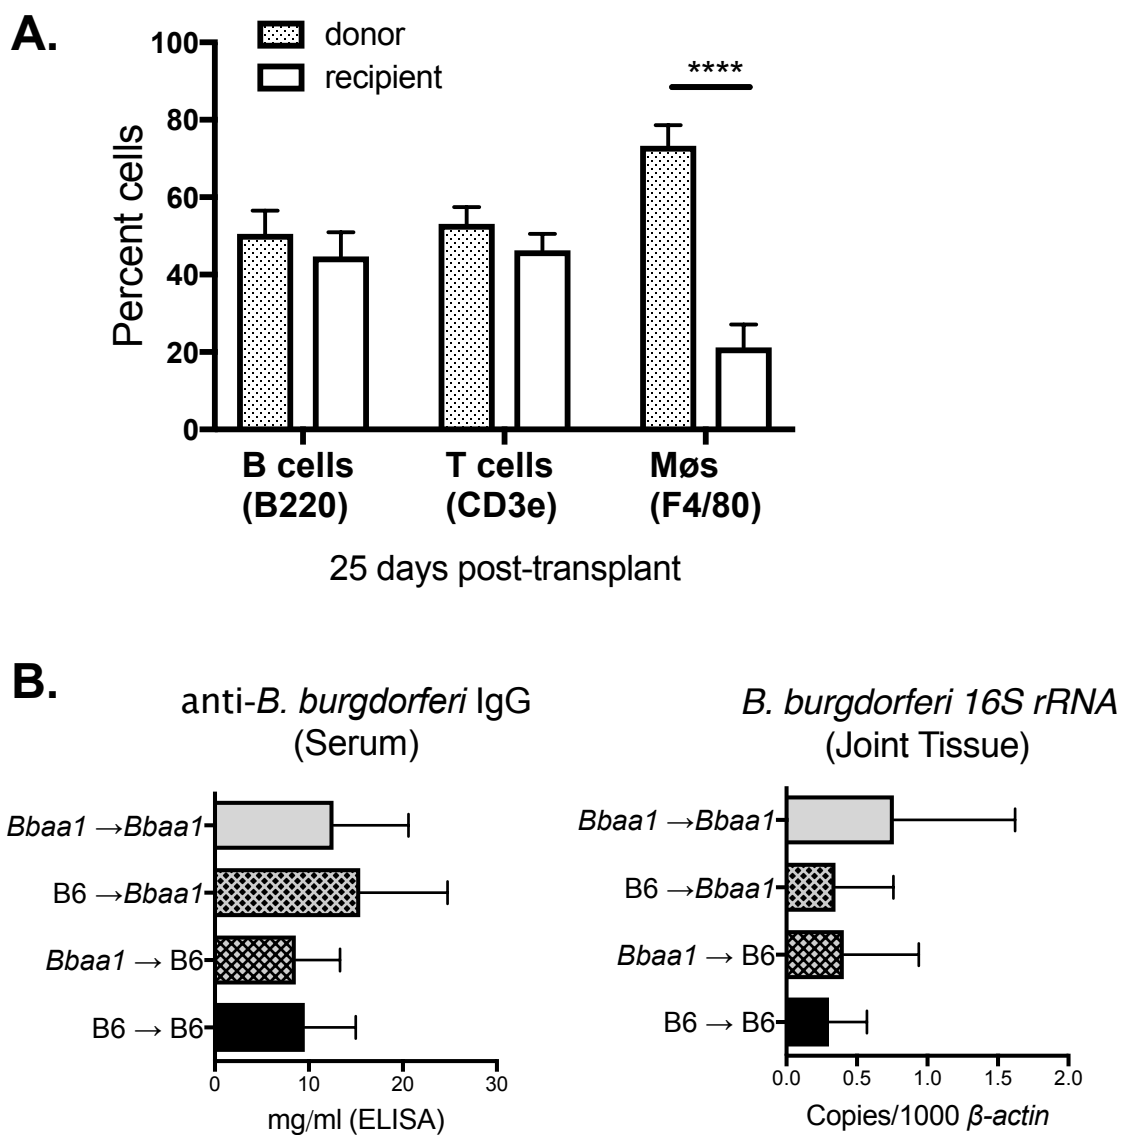 A.
donor
recipient
****
100
80
60
40
20
0
Percent cells
B cells
(B220)
T cells
(CD3e)
Møs
(F4/80)
25 days post-transplant
B.
anti-B. burgdorferi IgG
(Serum)
Bbaa1 →Bbaa1
B6 →Bbaa1
Bbaa1 → B6
B6 → B6
0 10 20 30
mg/ml (ELISA)
B. burgdorferi 16S rRNA
(Joint Tissue)
Bbaa1 →Bbaa1
B6 →Bbaa1
Bbaa1 → B6
B6 → B6
0.0 0.5 1.0 1.5 2.0
Copies/1000 β-actin